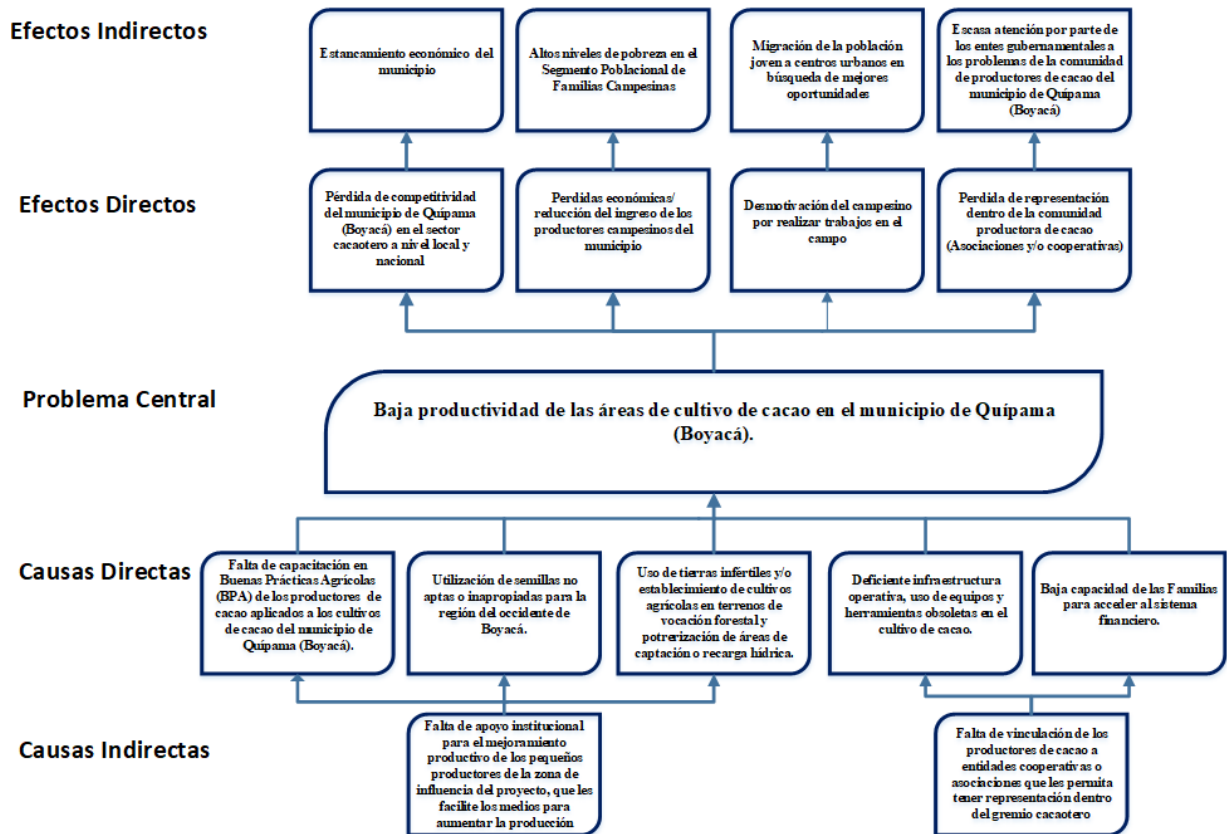 Efectos Indirectos
Estancamiento económico del
municipio
Altos niveles de pobreza en el
Segmento Poblacional de
Familias Campesinas
Migración de la población
joven a centros urbanos en
búsqueda de mejores
oportunidades
Escasa atención por parte de
los entes gubernamentales a
los problemas de la comunidad
de productores de cacao del
municipio de Quípama
(Boyacá)
Efectos Directos
Pérdida de competitividad
del municipio de Quípama
(Boyacá) en el sector
cacaotero a nivel local y
nacional
Perdidas económicas/
reducción del ingreso de los
productores campesinos del
municipio
Desmotivación del campesino
por realizar trabajos en el
campo
Perdida de representación
dentro de la comunidad
productora de cacao
(Asociaciones y/o cooperativas)
Problema Central
Baja productividad de las áreas de cultivo de cacao en el municipio de Quípama
(Boyacá).
Causas Directas
Falta de capacitación en
Buenas Prácticas Agrícolas
(BPA) de los productores de
cacao aplicados a los cultivos
de cacao del municipio de
Quípama (Boyacá).
Utilización de semillas no
aptas o inapropiadas para la
región del occidente de
Boyacá.
Uso de tierras infértiles y/o
establecimiento de cultivos
agrícolas en terrenos de
vocación forestal y
potrerización de áreas de
captación o recarga hídrica.
Deficiente infraestructura
operativa, uso de equipos y
herramientas obsoletas en el
cultivo de cacao.
Baja capacidad de las Familias
para acceder al sistema
financiero.
Causas Indirectas
Falta de apoyo institucional
para el mejoramiento
productivo de los pequeños
productores de la zona de
influencia del proyecto, que les
facilite los medios para
aumentar la producción
Falta de vinculación de los
productores de cacao a
entidades cooperativas o
asociaciones que les permita
tener representación dentro
del gremio cacaotero